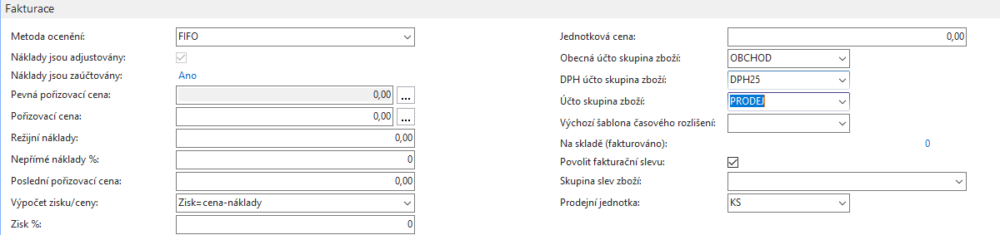 Fakturace
Metoda ocenění: FIFO
Náklady jsou adjustovány:
Náklady jsou zaúčtovány: Ano
Pevná pořizovací cena: 0,00 ...
Pořizovací cena: 0,00 ...
Režijní náklady: 0,00
Nepřímé náklady %: 0
Poslední pořizovací cena: 0,00
Výpočet zisku/ceny: Zisk=cena-náklady
Zisk %: 0
Jednotková cena: 0,00
Obecná účto skupina zboží: OBCHOD
DPH účto skupina zboží: DPH25
Účto skupina zboží: PRODEJ
Výchozí šablona časového rozlišení:
Na skladě (fakturováno): 0
Povolit fakturační slevu:
Skupina slev zboží:
Prodejní jednotka: KS